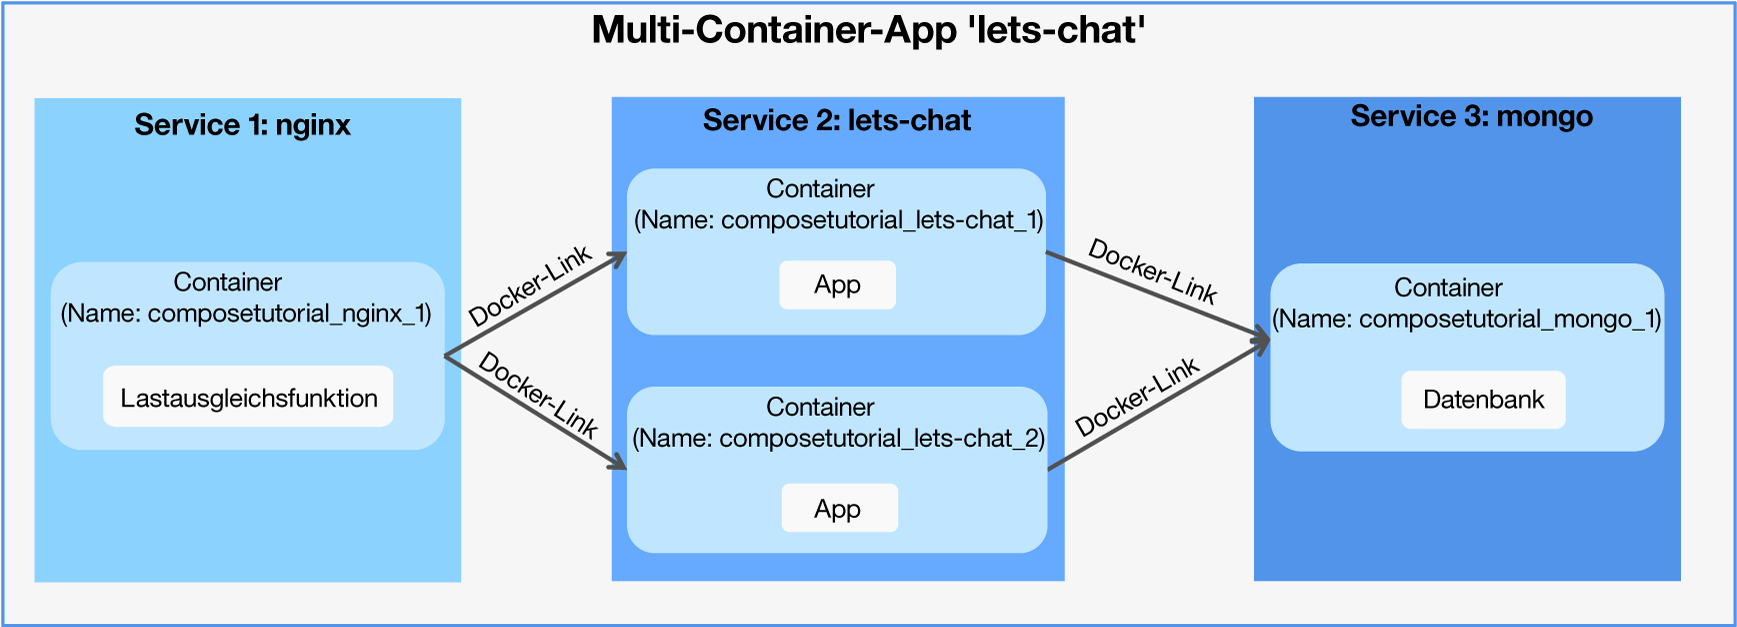 Multi-Container-App 'lets-chat'
Service 1: nginx
Container
(Name: composetutorial_nginx_1)
Lastausgleichsfunktion
Docker-Link
Docker-Link
Service 2: lets-chat
Container
(Name: composetutorial_lets-chat_1)
App
Container
(Name: composetutorial_lets-chat_2)
App
Docker-Link
Docker-Link
Service 3: mongo
Container
(Name: composetutorial_mongo_1)
Datenbank